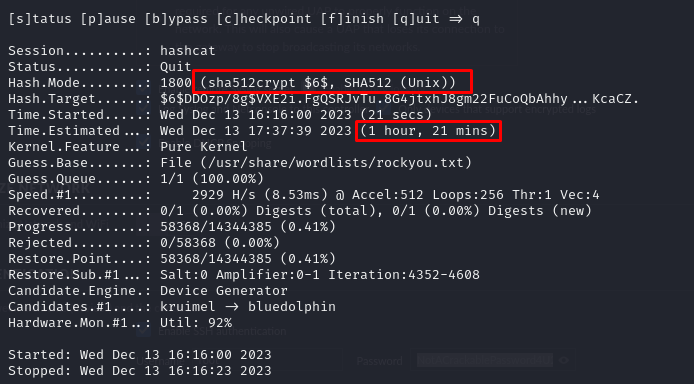 [s]tatus [p]ause [b]ypass [c]heckpoint [f]inish [q]uit => q
Session..........: hashcat
Status...........: Quit
Hash.Mode........: 1800 (sha512crypt $6$, SHA512 (Unix))
Hash.Target......: $6$DDOzp/8g$VXE2i.FgQSRJvTu.8G4jtxhJ8gm22FuCoQbAhhy...KcaCZ.
Time.Started.....: Wed Dec 13 16:16:00 2023 (21 secs)
Time.Estimated...: Wed Dec 13 17:37:39 2023 (1 hour, 21 mins)
Kernel.Feature...: Pure Kernel
Guess.Base.......: File (/usr/share/wordlists/rockyou.txt)
Guess.Queue......: 1/1 (100.00%)
Speed.#1.........:     2929 H/s (8.53ms) @ Accel:512 Loops:256 Thr:1 Vec:4
Recovered........: 0/1 (0.00%) Digests (total), 0/1 (0.00%) Digests (new)
Progress.........: 58368/14344385 (0.41%)
Rejected.........: 0/58368 (0.00%)
Restore.Point....: 58368/14344385 (0.41%)
Restore.Sub.#1...: Salt:0 Amplifier:0-1 Iteration:4352-4608
Candidate.Engine.: Device Generator
Candidates.#1....: kruimel -> bluedolphin
Hardware.Mon.#1..: Util: 92%
Enable SSH authentication
Started: Wed Dec 13 16:16:00 2023
Password
Stopped: Wed Dec 13 16:16:23 2023